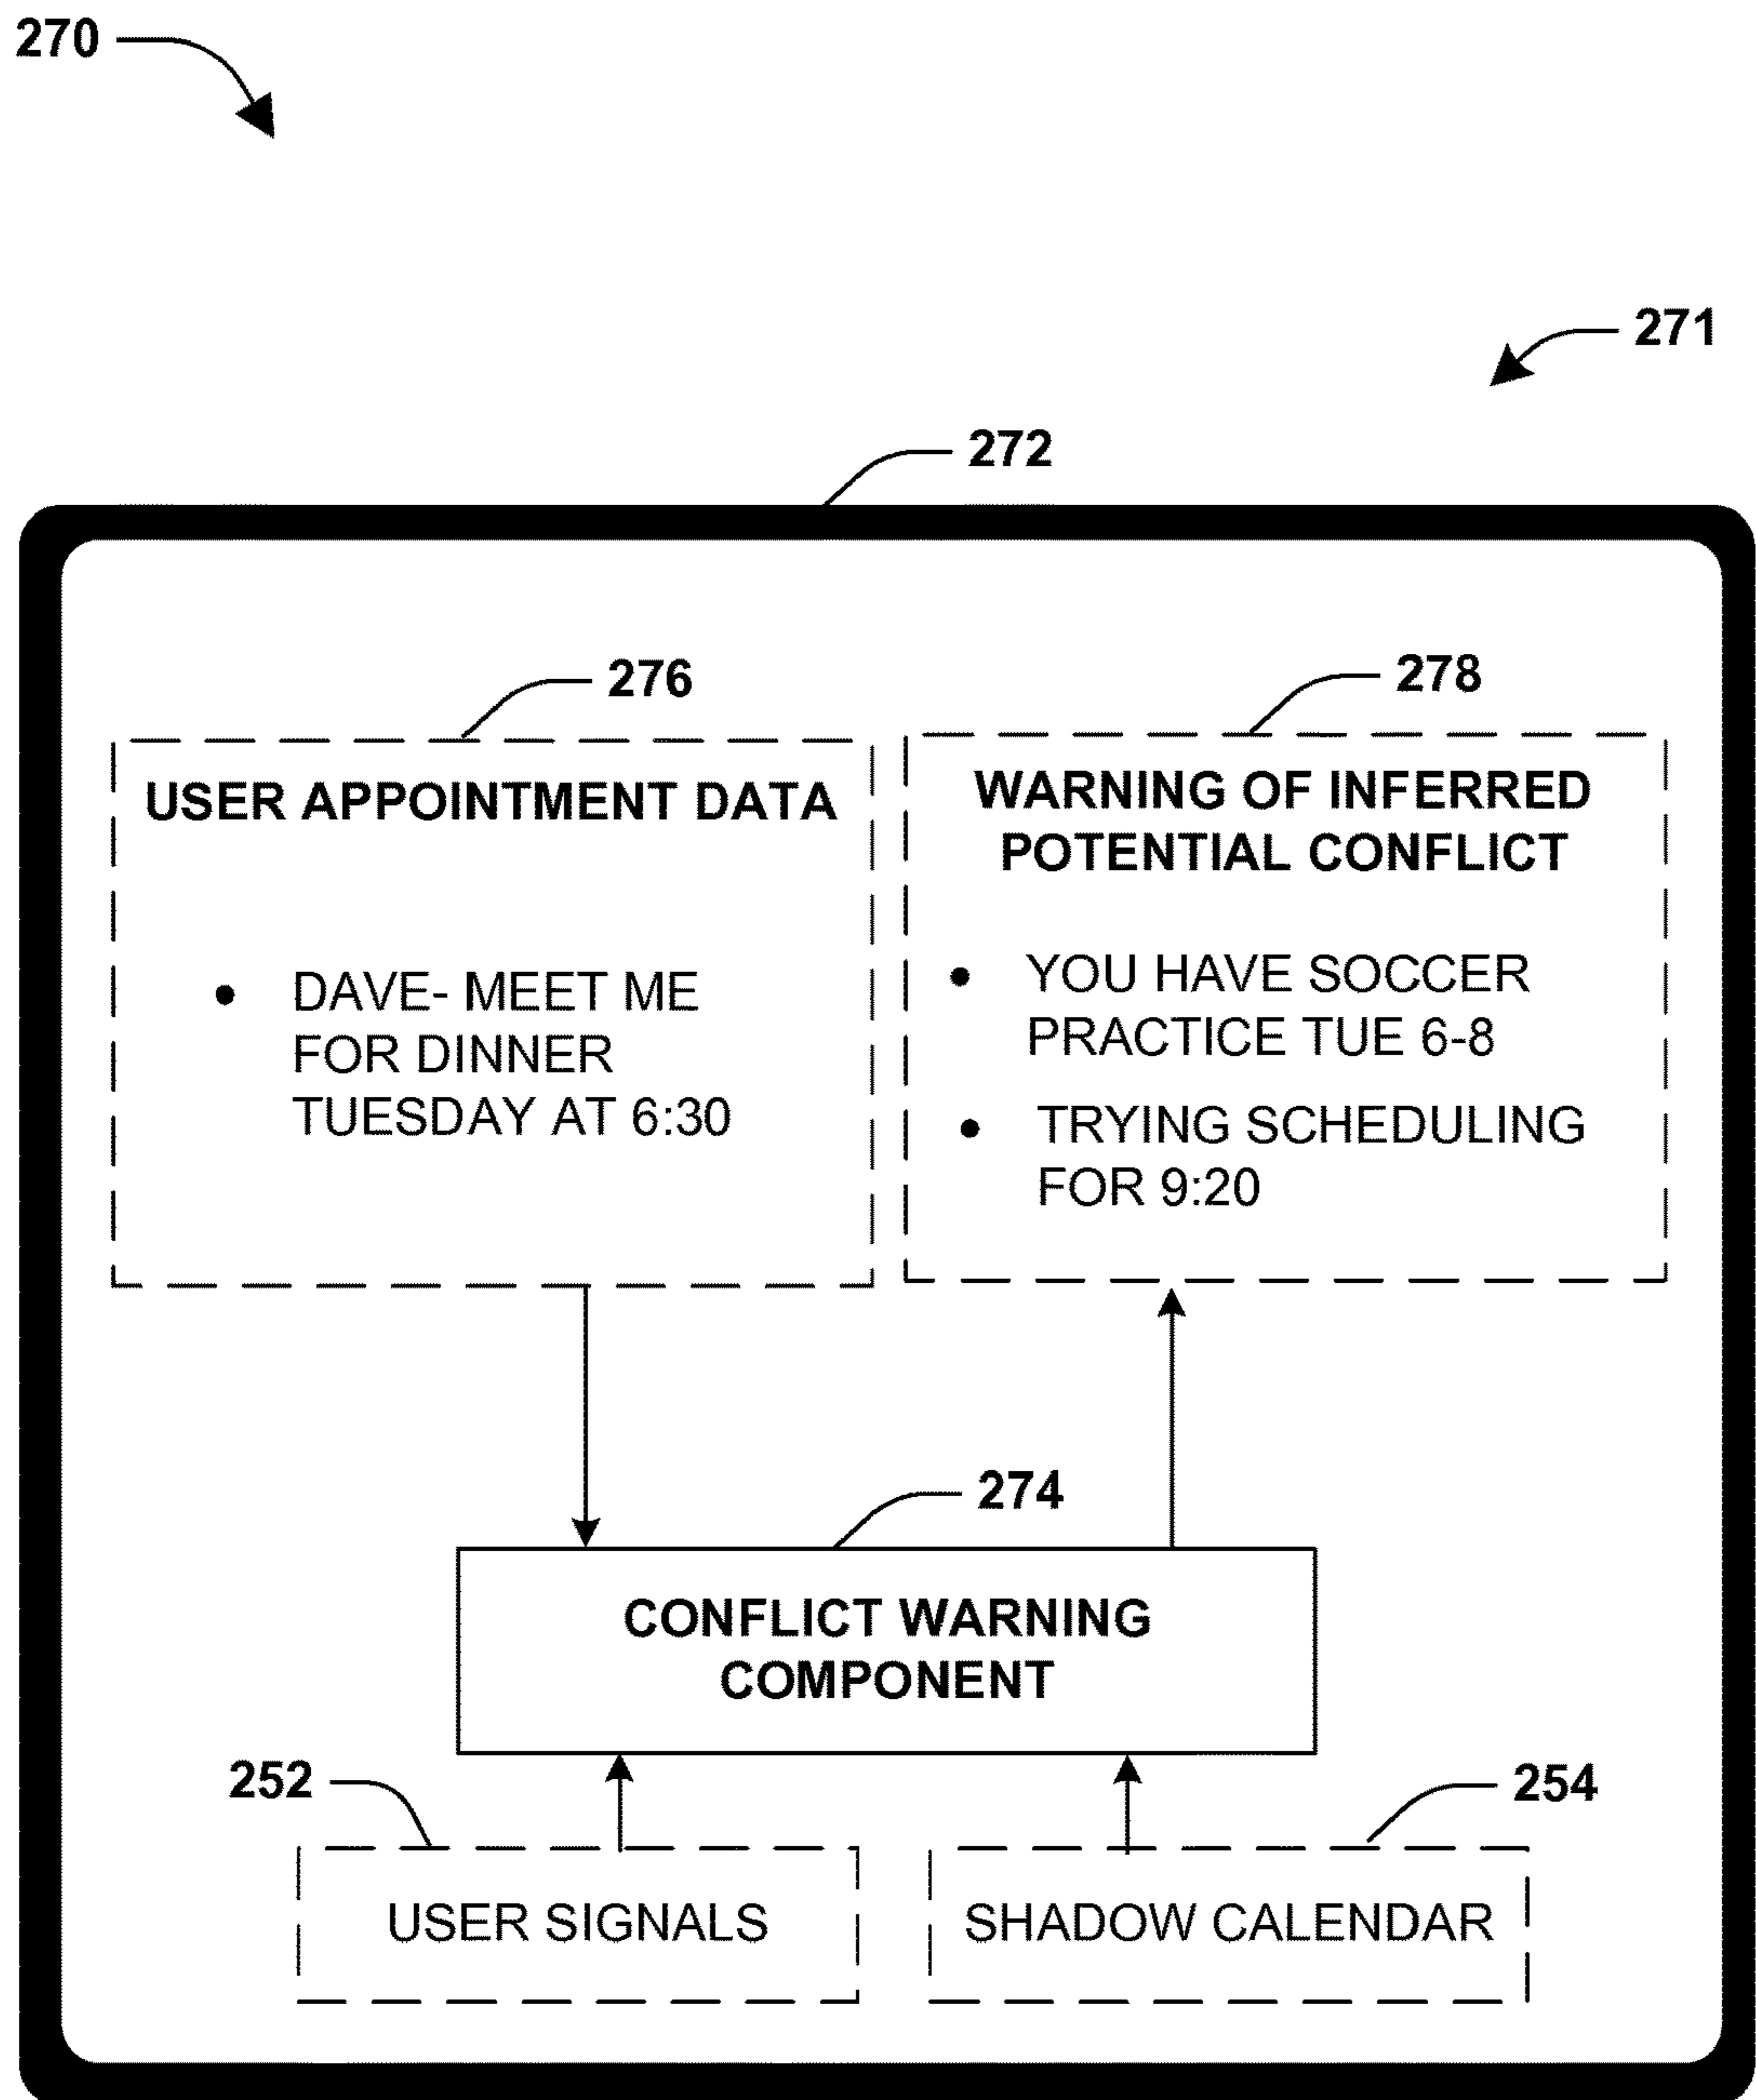 270
271
272
276
278
USER APPOINTMENT DATA
• DAVE- MEET ME
FOR DINNER
TUESDAY AT 6:30
WARNING OF INFERRED
POTENTIAL CONFLICT
• YOU HAVE SOCCER
PRACTICE TUE 6-8
• TRYING SCHEDULING
FOR 9:20
274
CONFLICT WARNING
COMPONENT
252
254
USER SIGNALS
SHADOW CALENDAR